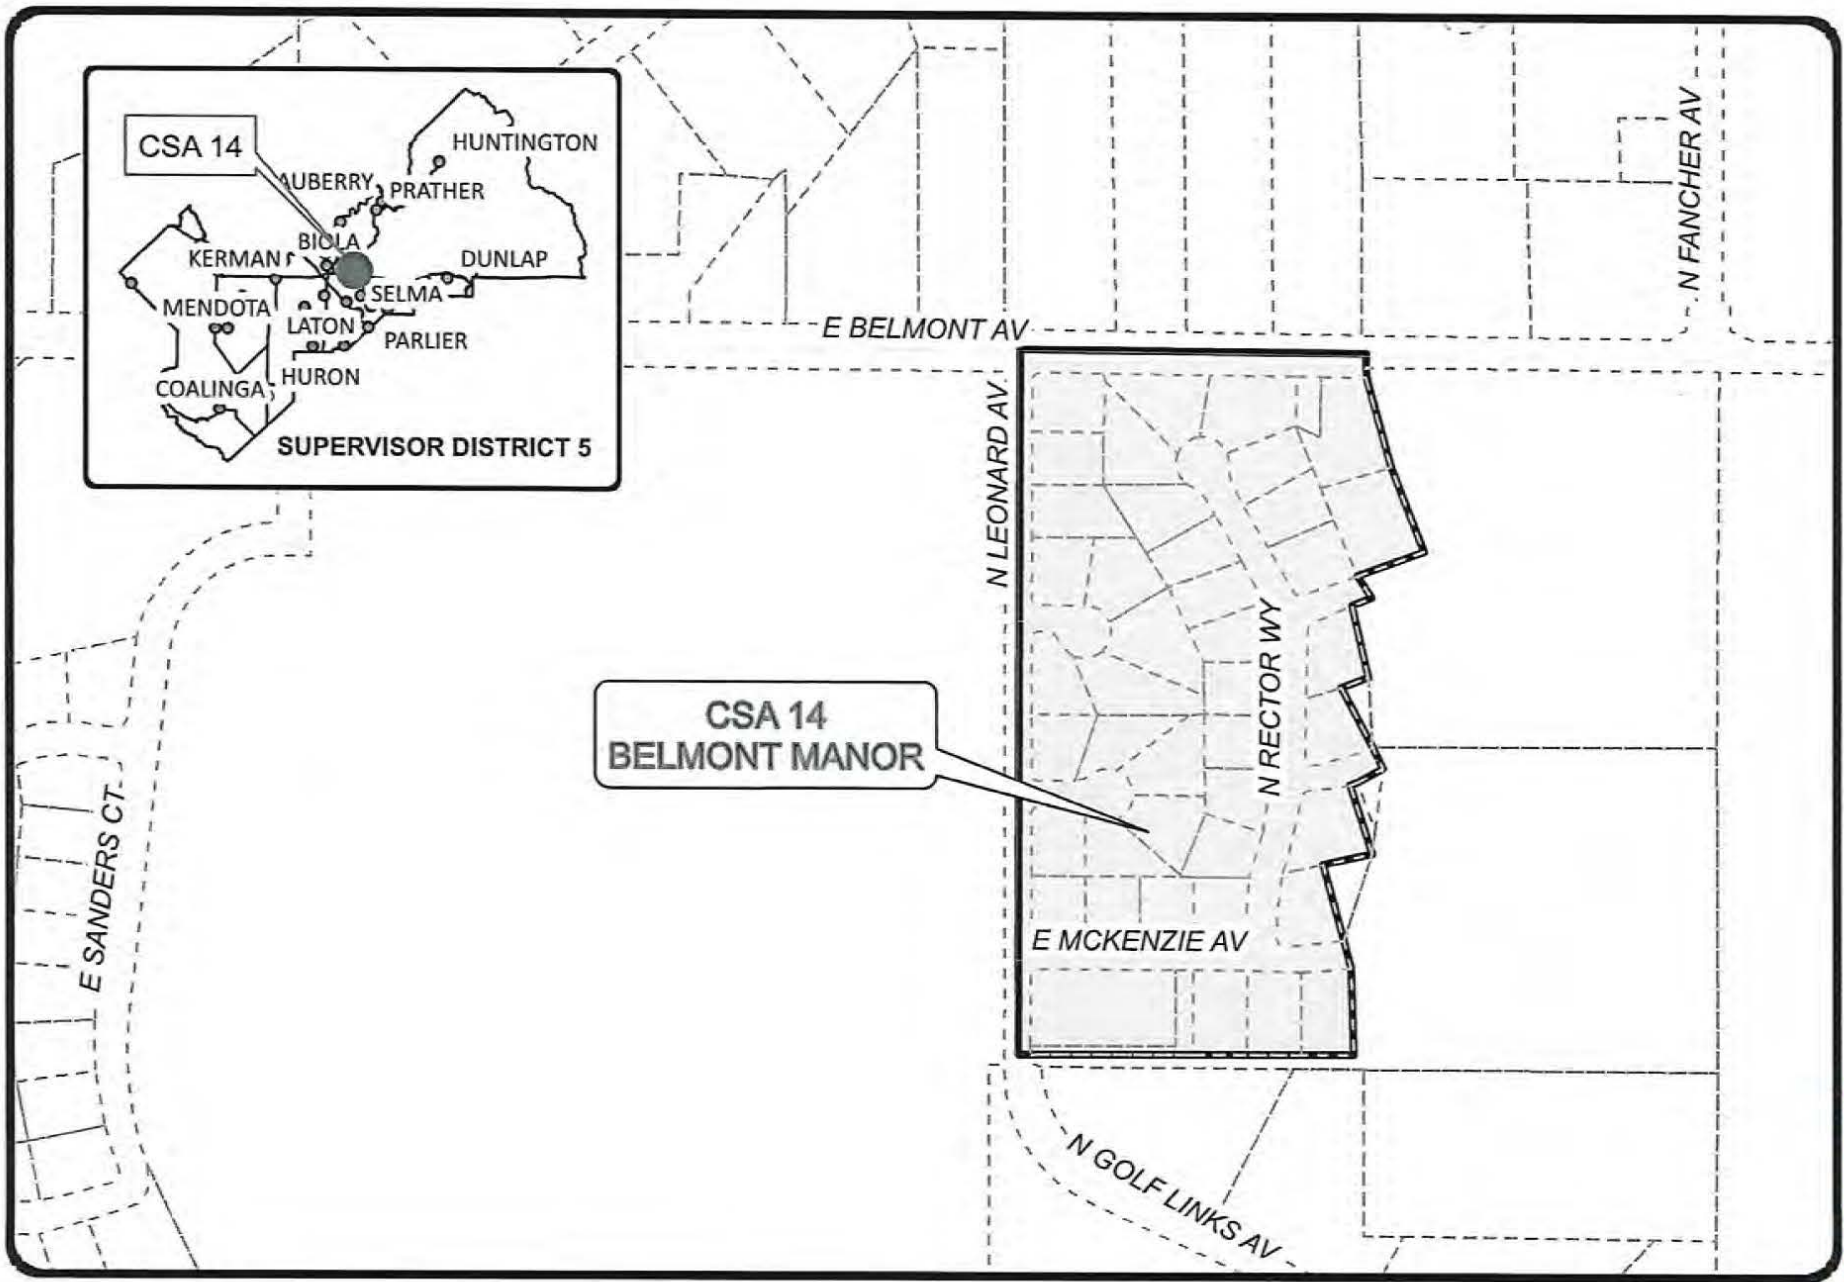 CSA 14
HUNTINGTON
AUBERRY
PRATHER
BIOLA
KERMAN
DUNLAP
MENDOTA
SELMA
LATON
PARLIER
COALINGA
HURON
SUPERVISOR DISTRICT 5
N FANCHER AV
E BELMONT AV
N LEONARD AV
N RECTOR WY
CSA 14
BELMONT MANOR
E SANDERS CT
E MCKENZIE AV
N GOLF LINKS AV